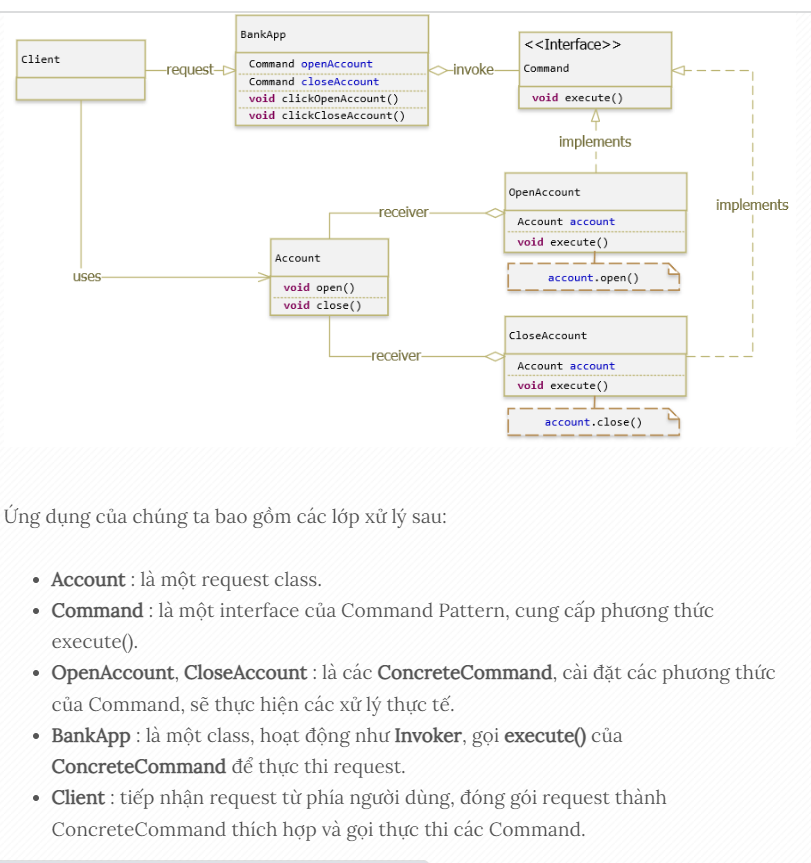 Client
request
BankApp
Command openAccount
Command closeAccount
void clickOpenAccount()
void clickCloseAccount()
invoke
<<Interface>>
Command
void execute()
implements
implements
OpenAccount
Account account
void execute()
account.open()
receiver
uses
Account
void open()
void close()
receiver
CloseAccount
Account account
void execute()
account.close()
Ứng dụng của chúng ta bao gồm các lớp xử lý sau:
• Account : là một request class.
• Command : là một interface của Command Pattern, cung cấp phương thức
execute().
• OpenAccount, CloseAccount : là các ConcreteCommand, cài đặt các phương thức
của Command, sẽ thực hiện các xử lý thực tế.
• BankApp : là một class, hoạt động như Invoker, gọi execute() của
ConcreteCommand để thực thi request.
• Client : tiếp nhận request từ phía người dùng, đóng gói request thành
ConcreteCommand thích hợp và gọi thực thi các Command.